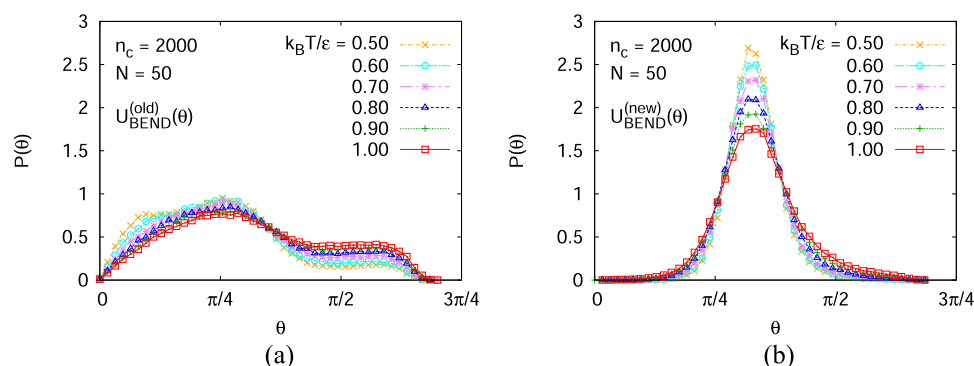 3
2.5
2
1.5
1
0.5
0
P(θ)
n_c = 2000
N = 50
U_BEND^(old)(θ)
k_BT/ε = 0.50
0.60
0.70
0.80
0.90
1.00
0 π/4 π/2 3π/4
θ
(a)
3
2.5
2
1.5
1
0.5
0
P(θ)
n_c = 2000
N = 50
U_BEND^(new)(θ)
k_BT/ε = 0.50
0.60
0.70
0.80
0.90
1.00
0 π/4 π/2 3π/4
θ
(b)